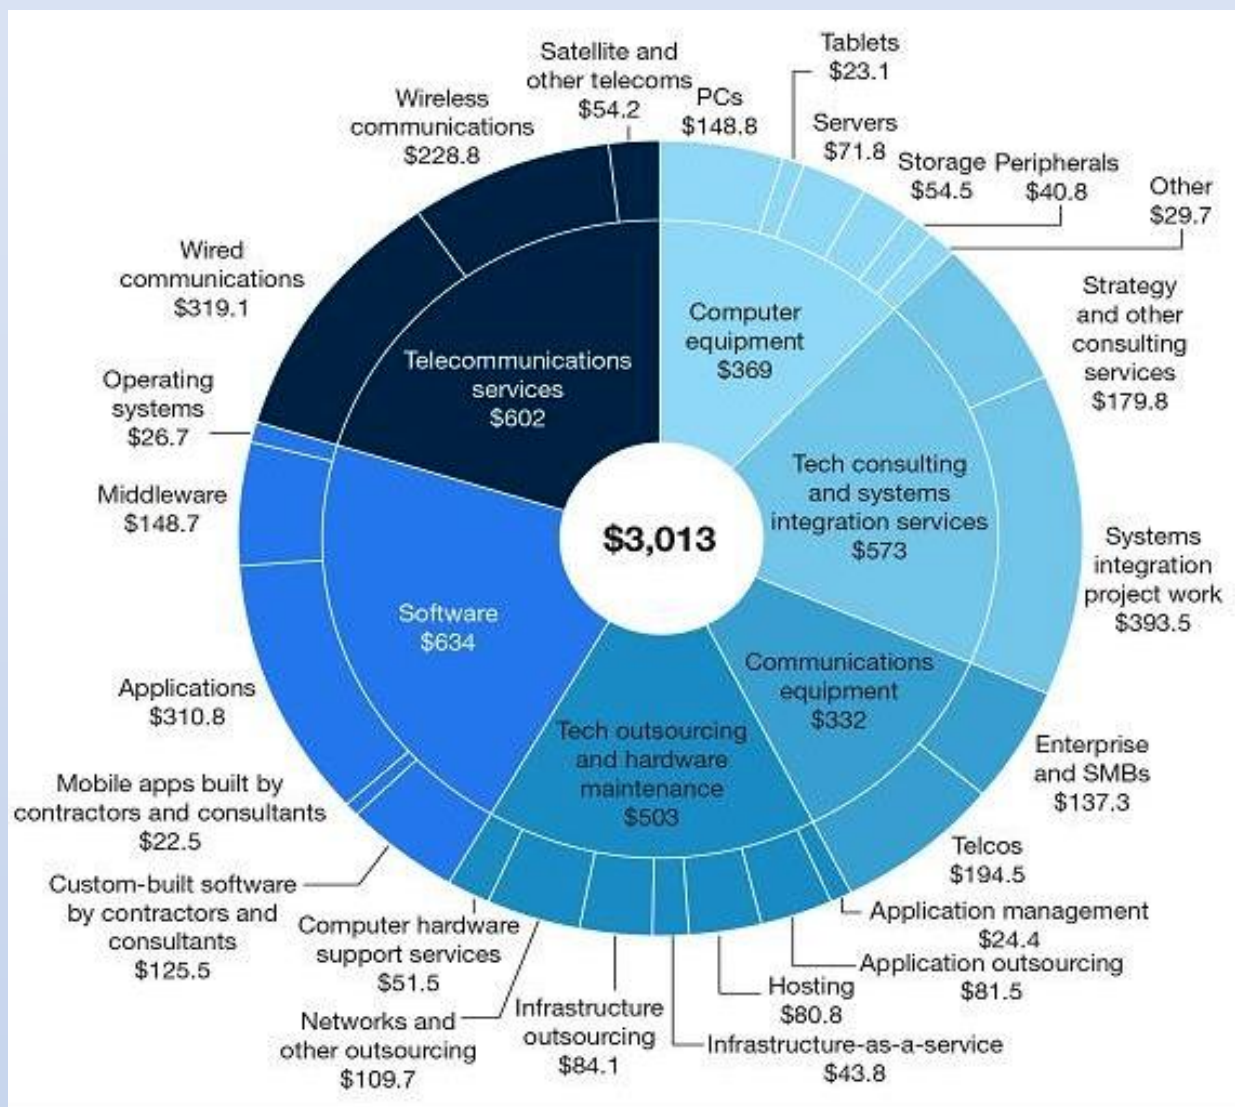 Satellite and
other telecoms
$54.2
PCs
$148.8
Tablets
$23.1
Servers
$71.8
Storage
$54.5
Peripherals
$40.8
Other
$29.7
Strategy
and other
consulting
services
$179.8
Systems
integration
project work
$393.5
Enterprise
and SMBs
$137.3
Telcos
$194.5
Application management
$24.4
Application outsourcing
$81.5
Hosting
$80.8
Infrastructure-as-a-service
$43.8
Infrastructure
outsourcing
$84.1
Networks and
other outsourcing
$109.7
Computer hardware
support services
$51.5
Custom-built software
by contractors and
consultants
$125.5
Mobile apps built by
contractors and consultants
$22.5
Applications
$310.8
Middleware
$148.7
Operating
systems
$26.7
Wired
communications
$319.1
Wireless
communications
$228.8
Computer
equipment
$369
Tech consulting
and systems
integration services
$573
Communications
equipment
$332
Tech outsourcing
and hardware
maintenance
$503
Software
$634
Telecommunications
services
$602
$3,013